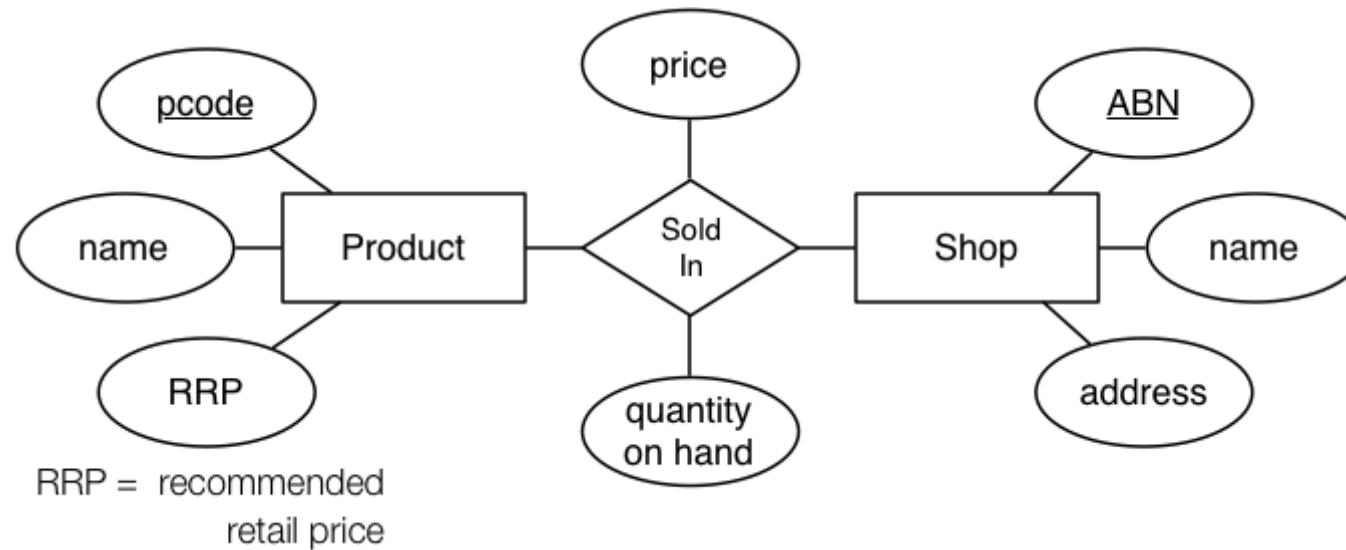 price
pcode
ABN
name
Product
Sold
In
Shop
name
RRP
quantity
on hand
address
RRP = recommended
retail price